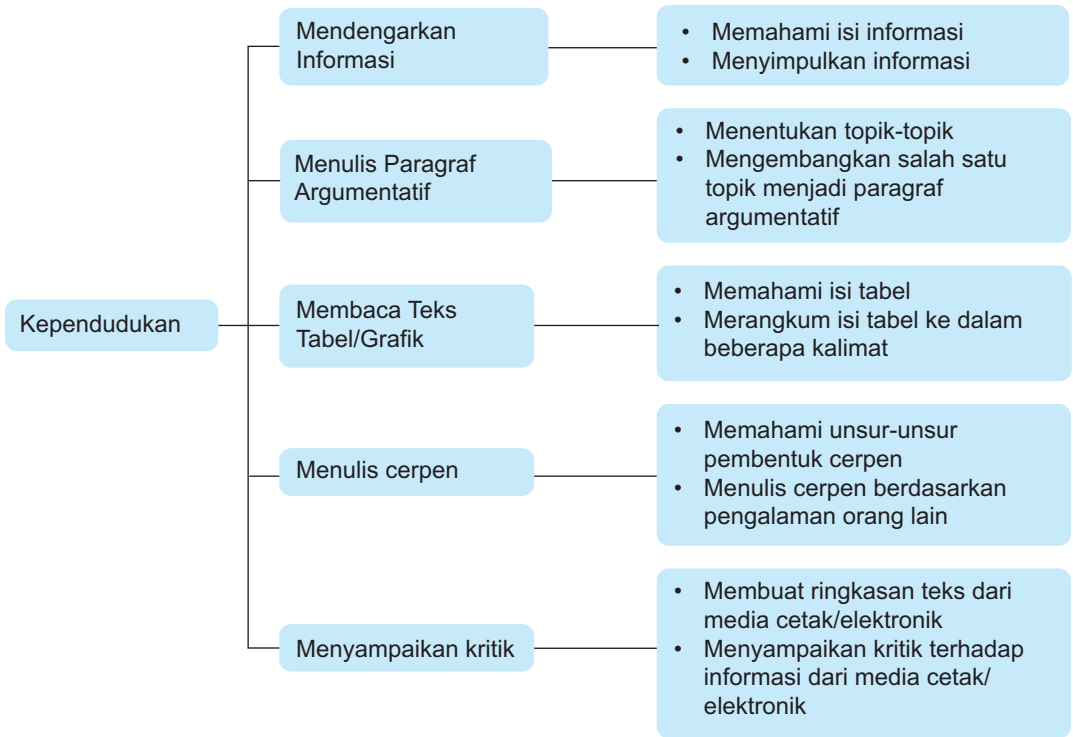 Kependudukan
Mendengarkan
Informasi
• Memahami isi informasi
• Menyimpulkan informasi
Menulis Paragraf
Argumentatif
• Menentukan topik-topik
• Mengembangkan salah satu
topik menjadi paragraf
argumentatif
Membaca Teks
Tabel/Grafik
• Memahami isi tabel
• Merangkum isi tabel ke dalam
beberapa kalimat
Menulis cerpen
• Memahami unsur-unsur
pembentuk cerpen
• Menulis cerpen berdasarkan
pengalaman orang lain
Menyampaikan kritik
• Membuat ringkasan teks dari
media cetak/elektronik
• Menyampaikan kritik terhadap
informasi dari media cetak/
elektronik